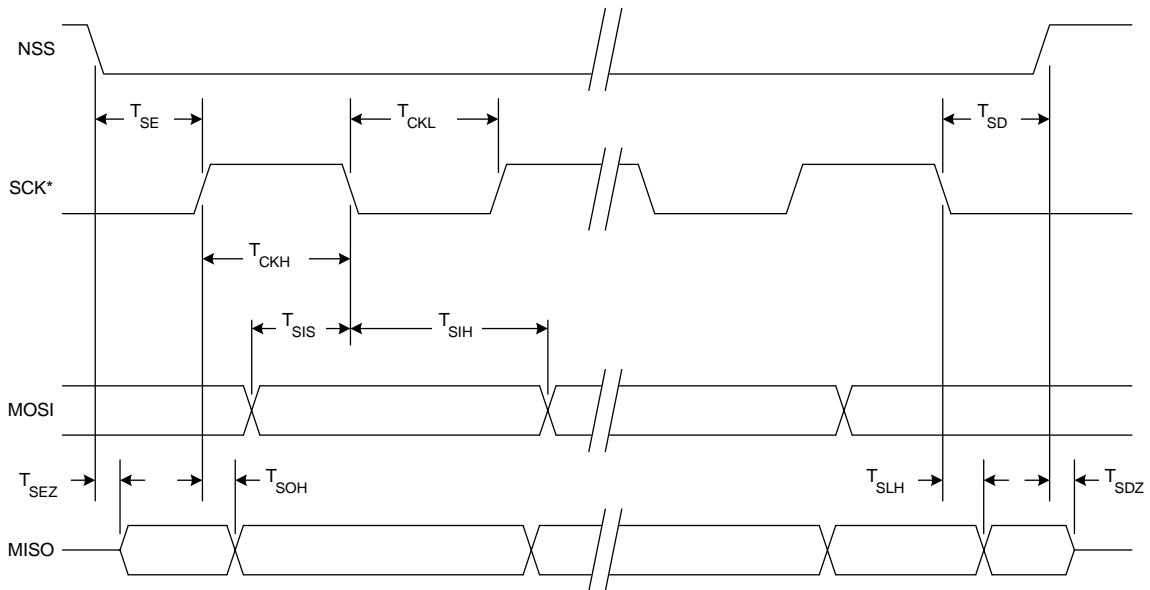 NSS
T_SE
T_CKL
T_SD
SCK*
T_CKH
T_SIS
T_SIH
MOSI
T_SEZ
T_SOH
T_SLH
T_SDZ
MISO